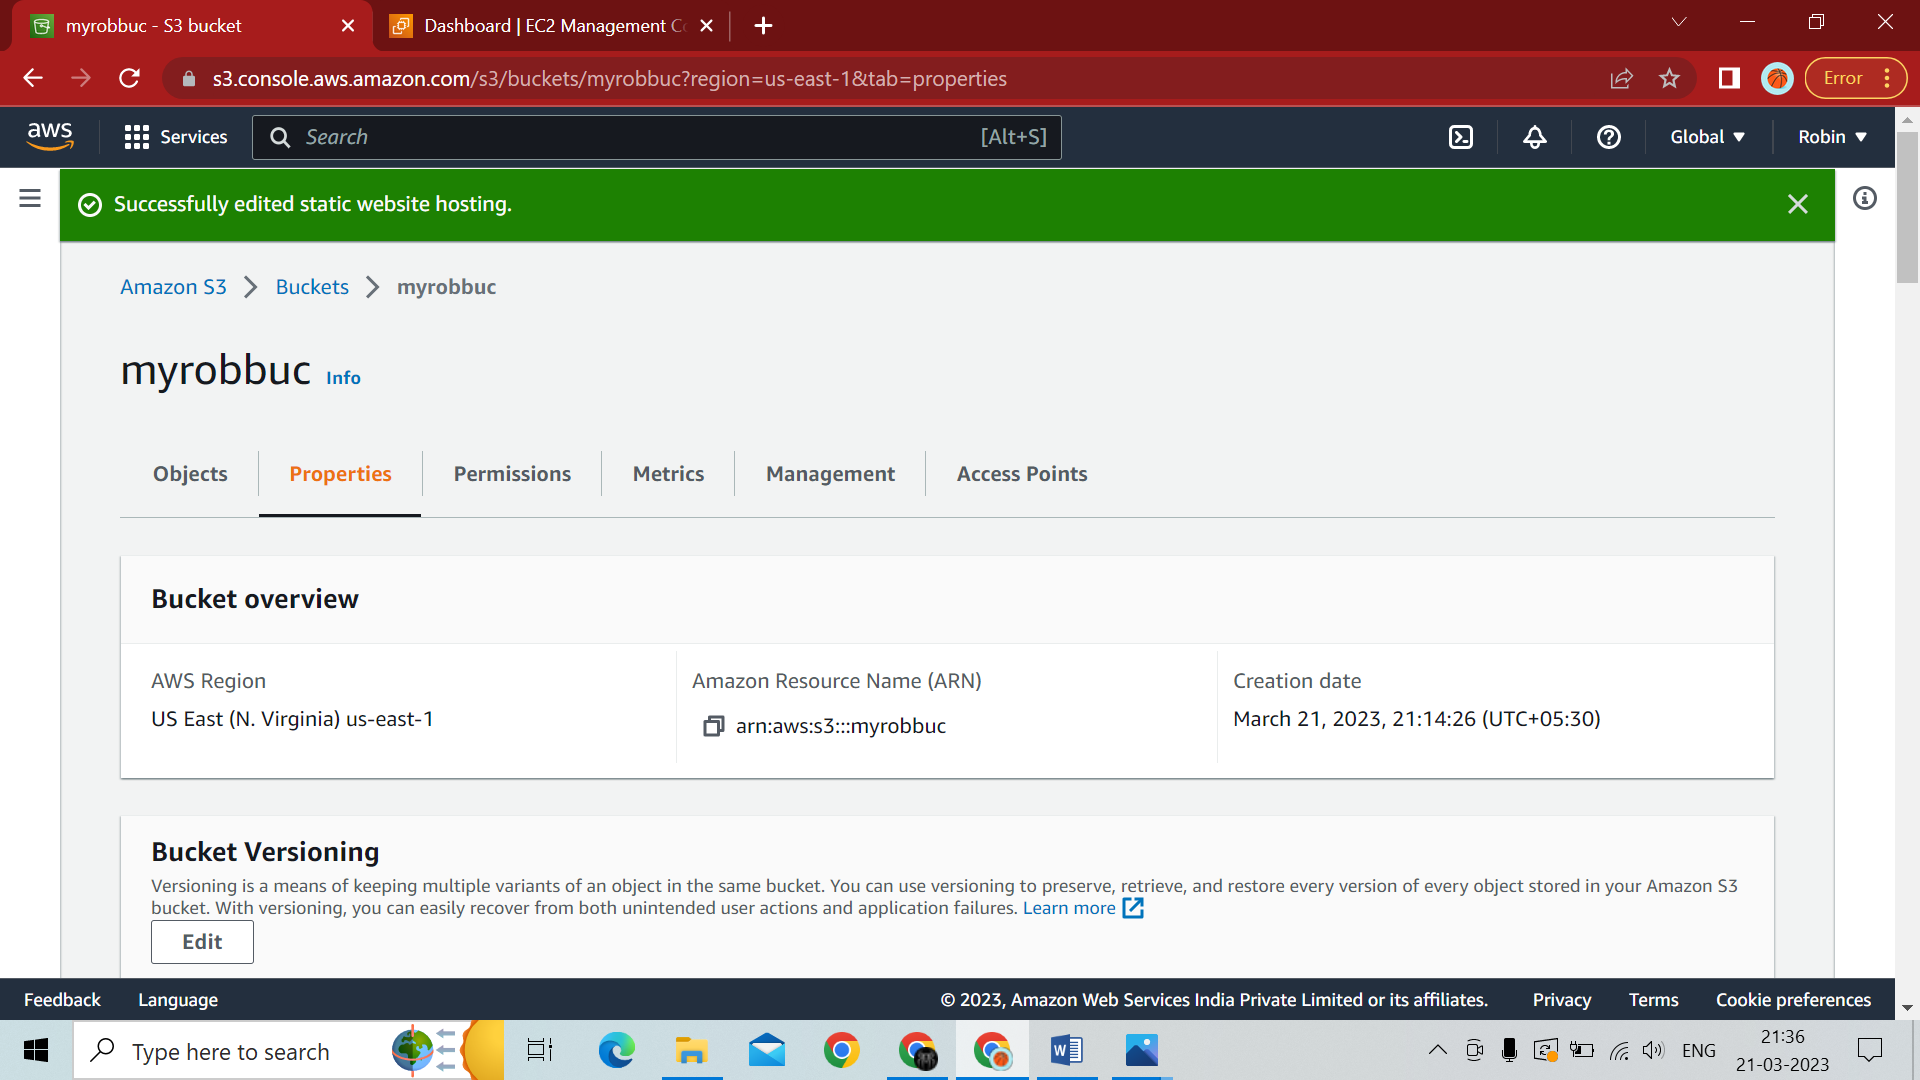 myrobbuc - S3 bucket
Dashboard | EC2 Management Co
s3.console.aws.amazon.com/s3/buckets/myrobbuc?region=us-east-1&tab=properties
Error
aws
Services
Search
[Alt+S]
Global
Robin
Successfully edited static website hosting.
Amazon S3
Buckets
myrobbuc
myrobbuc Info
Objects
Properties
Permissions
Metrics
Management
Access Points
Bucket overview
AWS Region
US East (N. Virginia) us-east-1
Amazon Resource Name (ARN)
arn:aws:s3:::myrobbuc
Creation date
March 21, 2023, 21:14:26 (UTC+05:30)
Bucket Versioning
Versioning is a means of keeping multiple variants of an object in the same bucket. You can use versioning to preserve, retrieve, and restore every version of every object stored in your Amazon S3
bucket. With versioning, you can easily recover from both unintended user actions and application failures. Learn more
Edit
Feedback
Language
© 2023, Amazon Web Services India Private Limited or its affiliates.
Privacy
Terms
Cookie preferences
Type here to search
ENG
21:36
21-03-2023